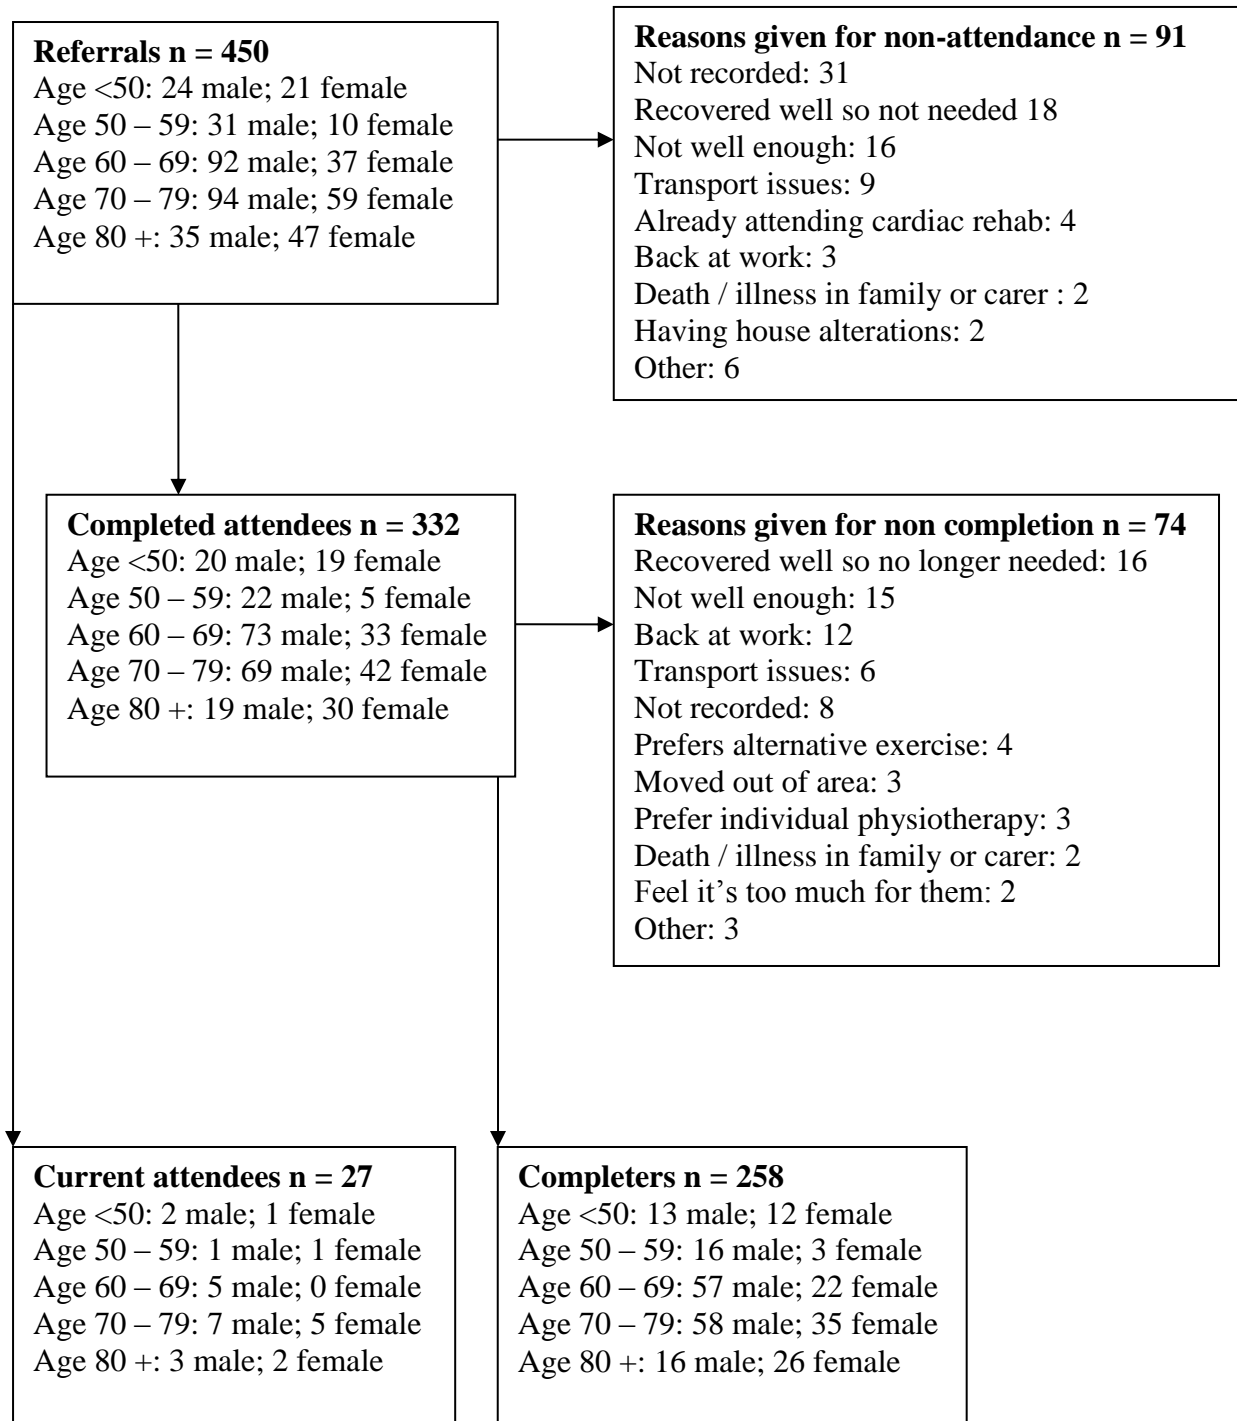 Referrals n = 450
Age <50: 24 male; 21 female
Age 50 – 59: 31 male; 10 female
Age 60 – 69: 92 male; 37 female
Age 70 – 79: 94 male; 59 female
Age 80 +: 35 male; 47 female
Reasons given for non-attendance n = 91
Not recorded: 31
Recovered well so not needed 18
Not well enough: 16
Transport issues: 9
Already attending cardiac rehab: 4
Back at work: 3
Death / illness in family or carer : 2
Having house alterations: 2
Other: 6
Completed attendees n = 332
Age <50: 20 male; 19 female
Age 50 – 59: 22 male; 5 female
Age 60 – 69: 73 male; 33 female
Age 70 – 79: 69 male; 42 female
Age 80 +: 19 male; 30 female
Reasons given for non completion n = 74
Recovered well so no longer needed: 16
Not well enough: 15
Back at work: 12
Transport issues: 6
Not recorded: 8
Prefers alternative exercise: 4
Moved out of area: 3
Prefer individual physiotherapy: 3
Death / illness in family or carer: 2
Feel it’s too much for them: 2
Other: 3
Current attendees n = 27
Age <50: 2 male; 1 female
Age 50 – 59: 1 male; 1 female
Age 60 – 69: 5 male; 0 female
Age 70 – 79: 7 male; 5 female
Age 80 +: 3 male; 2 female
Completers n = 258
Age <50: 13 male; 12 female
Age 50 – 59: 16 male; 3 female
Age 60 – 69: 57 male; 22 female
Age 70 – 79: 58 male; 35 female
Age 80 +: 16 male; 26 female